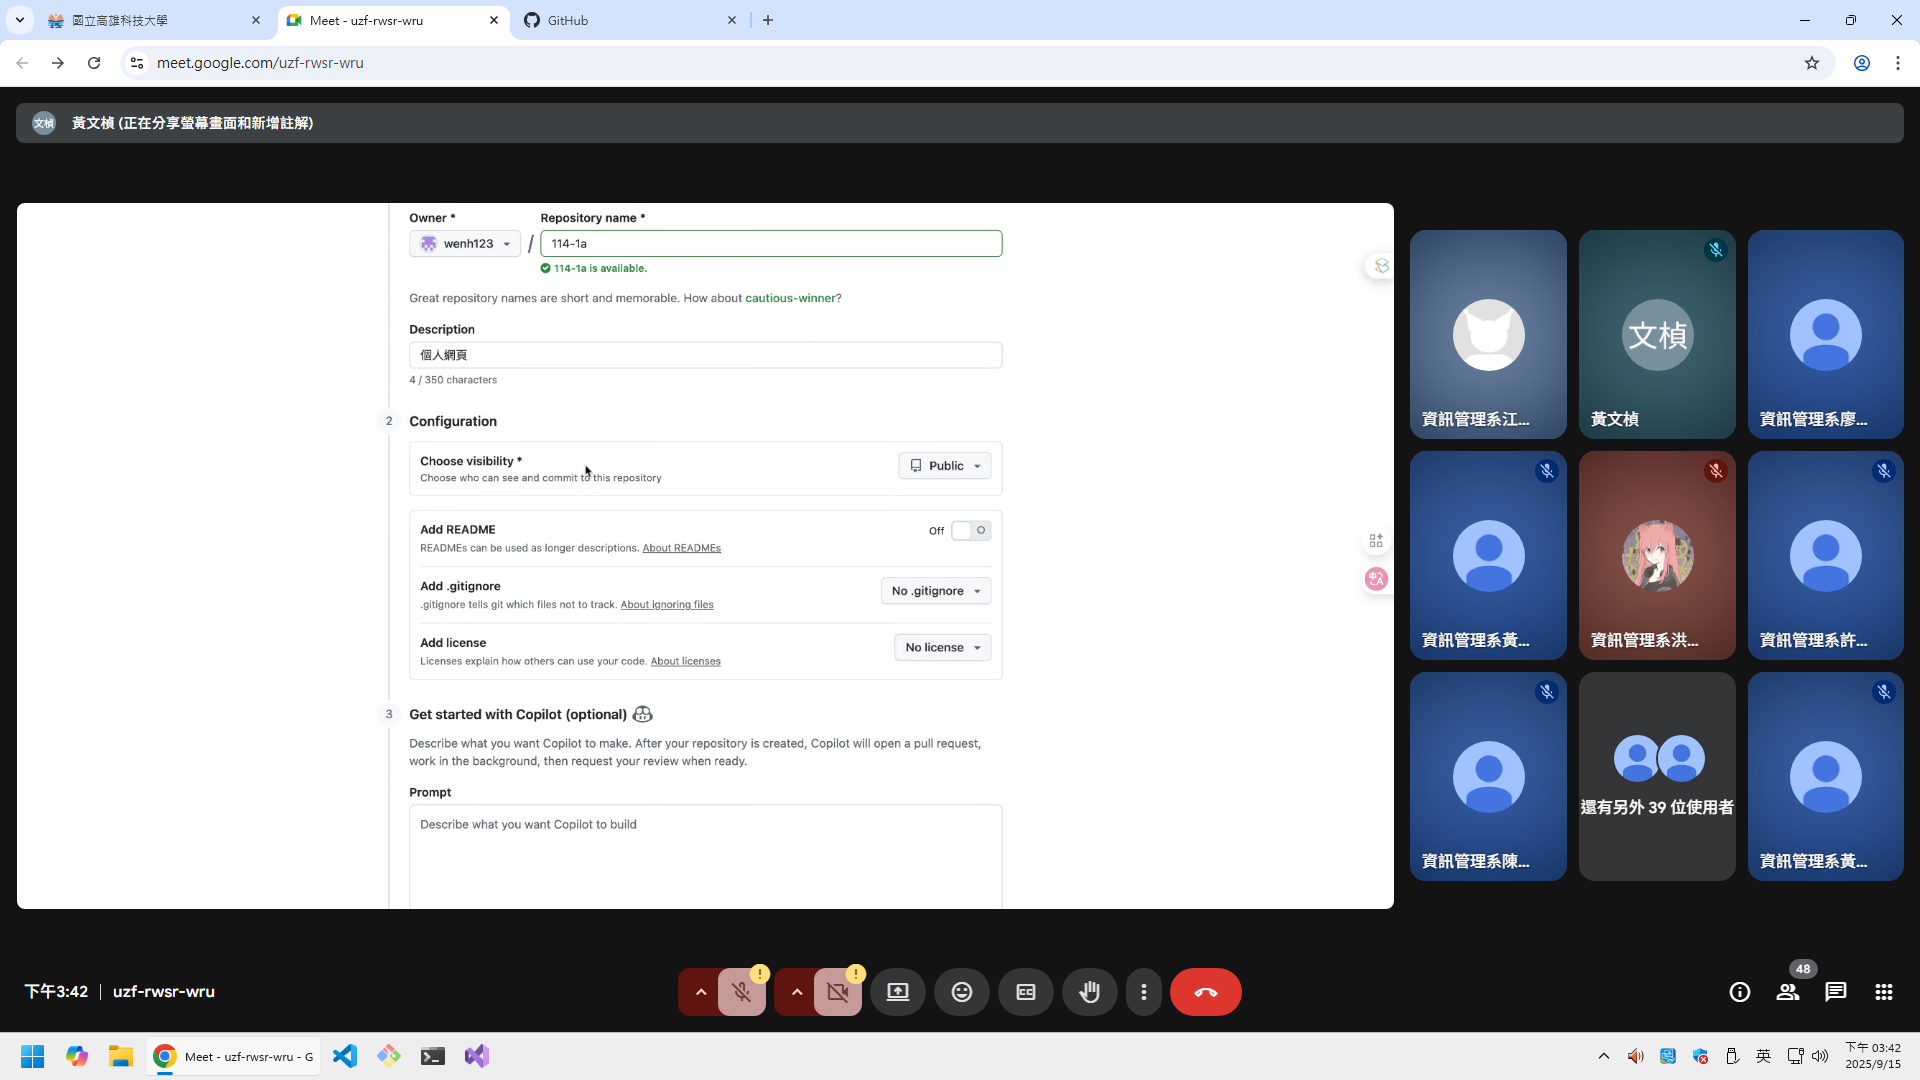 國立高雄科技大學
Meet - uzf-rwsr-wru
GitHub
meet.google.com/uzf-rwsr-wru
文楨
黃文楨 (正在分享螢幕畫面和新增註解)
Owner *
Repository name *
wenh123
/
114-1a
114-1a is available.
Great repository names are short and memorable. How about cautious-winner?
Description
個人網頁
4 / 350 characters
2
Configuration
Choose visibility *
Choose who can see and commit to this repository
Public
Add README
READMEs can be used as longer descriptions. About READMEs
Off
Add .gitignore
.gitignore tells git which files not to track. About ignoring files
No .gitignore
Add license
Licenses explain how others can use your code. About licenses
No license
3
Get started with Copilot (optional)
Describe what you want Copilot to make. After your repository is created, Copilot will open a pull request,
work in the background, then request your review when ready.
Prompt
Describe what you want Copilot to build
資訊管理系江...
文楨
黃文楨
資訊管理系廖...
資訊管理系黃...
資訊管理系洪...
資訊管理系許...
資訊管理系陳...
還有另外 39 位使用者
資訊管理系黃...
下午3:42
uzf-rwsr-wru
48
Meet - uzf-rwsr-wru - G
英
下午 03:42
2025/9/15